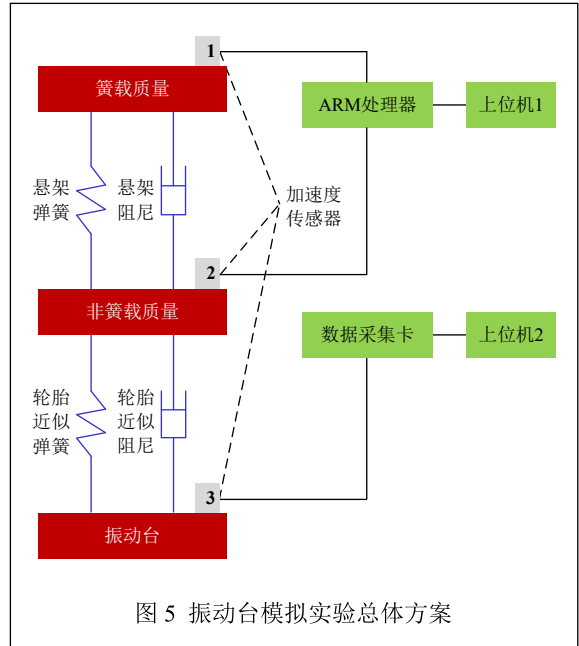 1
簧载质量
ARM处理器
上位机1
悬架
弹簧
悬架
阻尼
加速度
传感器
2
非簧载质量
数据采集卡
上位机2
轮胎
近似
弹簧
轮胎
近似
阻尼
3
振动台
图 5 振动台模拟实验总体方案